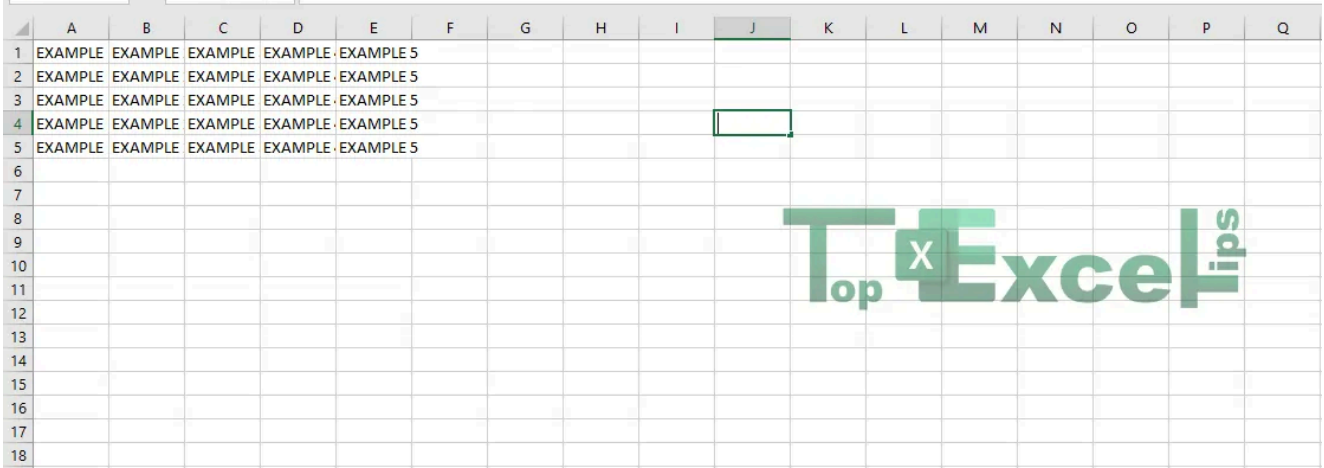 A B C D E F G H I J K L M N O P Q
1 EXAMPLE EXAMPLE EXAMPLE EXAMPLE EXAMPLE 5
2 EXAMPLE EXAMPLE EXAMPLE EXAMPLE EXAMPLE 5
3 EXAMPLE EXAMPLE EXAMPLE EXAMPLE EXAMPLE 5
4 EXAMPLE EXAMPLE EXAMPLE EXAMPLE EXAMPLE 5
5 EXAMPLE EXAMPLE EXAMPLE EXAMPLE EXAMPLE 5
6
7
8
9
10
11
12
13
14
15
16
17
18
Top X Excel Tips